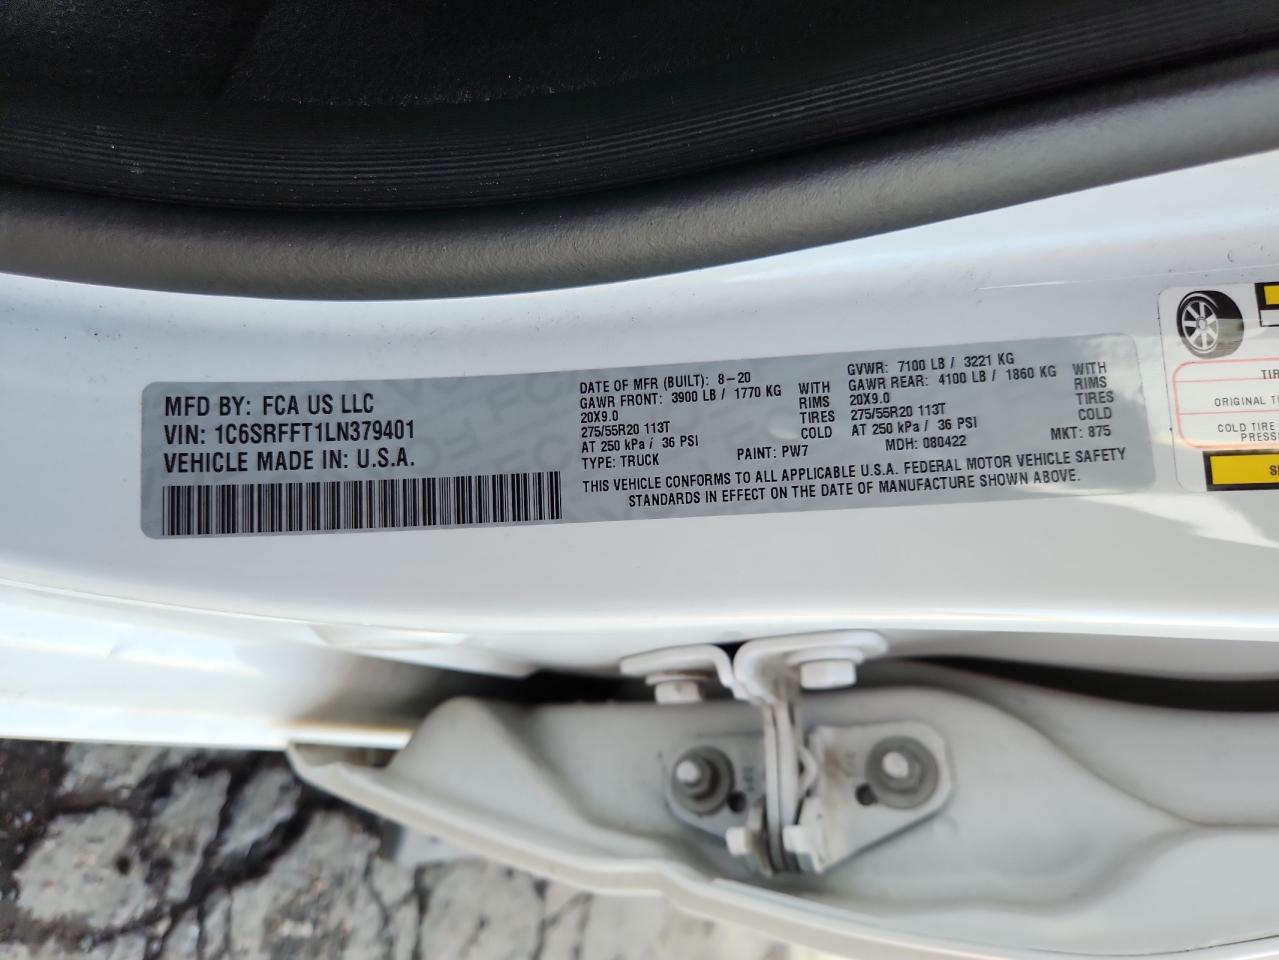 MFD BY: FCA US LLC
VIN: 1C6SRFFT1LN379401
VEHICLE MADE IN: U.S.A.
DATE OF MFR (BUILT): 8-20
GAWR FRONT: 3900 LB / 1770 KG WITH
20X9.0 RIMS
275/55R20 113T TIRES
AT 250 kPa / 36 PSI COLD
TYPE: TRUCK PAINT: PW7
GVWR: 7100 LB / 3221 KG
GAWR REAR: 4100 LB / 1860 KG WITH
20X9.0 RIMS
275/55R20 113T TIRES
AT 250 kPa / 36 PSI COLD
MDH: 080422 MKT: 875
THIS VEHICLE CONFORMS TO ALL APPLICABLE U.S.A. FEDERAL MOTOR VEHICLE SAFETY
STANDARDS IN EFFECT ON THE DATE OF MANUFACTURE SHOWN ABOVE.
ORIGINAL
COLD TIRE